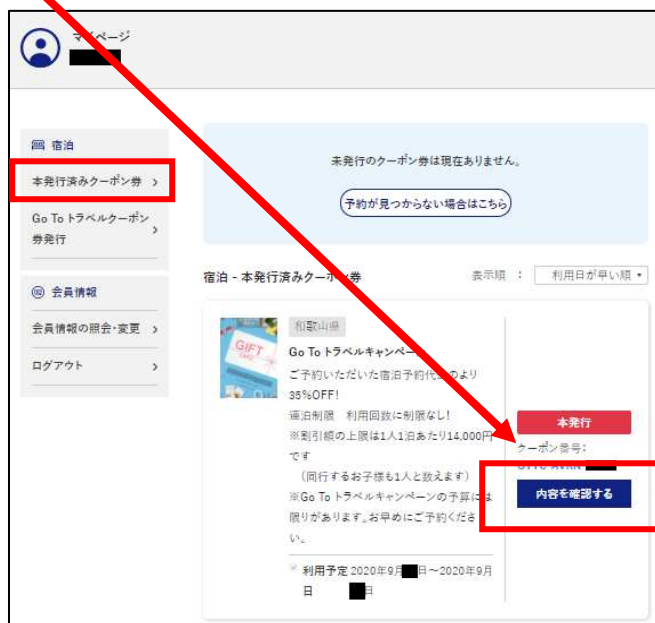 マイページ
宿泊
本発行済みクーポン券
Go To トラベルクーポン
券発行
会員情報
会員情報の照会・変更
ログアウト
未発行のクーポン券は現在ありません。
予約が見つからない場合はこちら
宿泊 - 本発行済みクーポン券
表示順 : 利用日が早い順
GIFT
和歌山県
Go To トラベルキャンペーン
ご予約いただいた宿泊予約代金のより
35%OFF!
連泊制限 利用回数に制限なし!
※割引額の上限は1人1泊あたり14,000円
です
(同行するお子様も1人と数えます)
※Go To トラベルキャンペーンの予算には
限りがあります。お早めにご予約くださ
い。
利用予定 2020年9月 日~2020年9月
日 日
本発行
クーポン番号:
内容を確認する